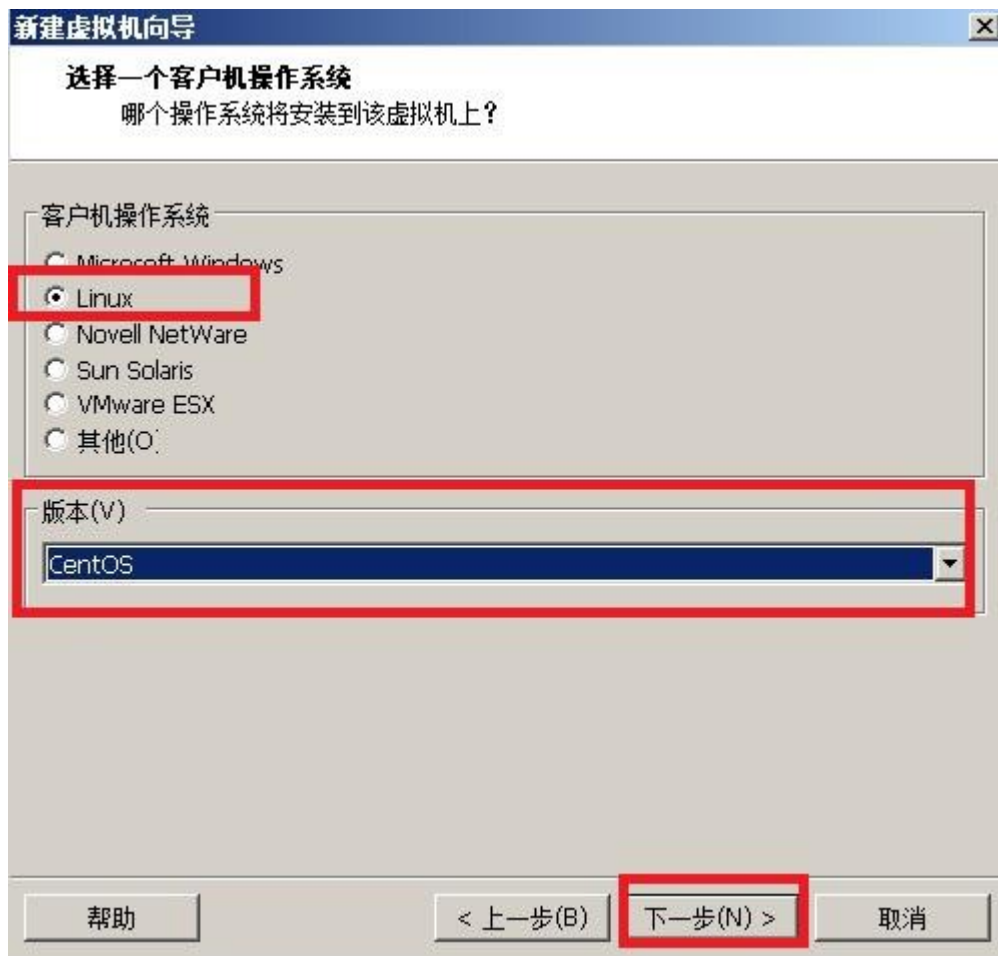 新建虚拟机向导
选择一个客户机操作系统
哪个操作系统将安装到该虚拟机上?
客户机操作系统
Microsoft Windows
Linux
Novell NetWare
Sun Solaris
VMware ESX
其他(O)
版本(V)
CentOS
帮助
< 上一步(B)
下一步(N) >
取消